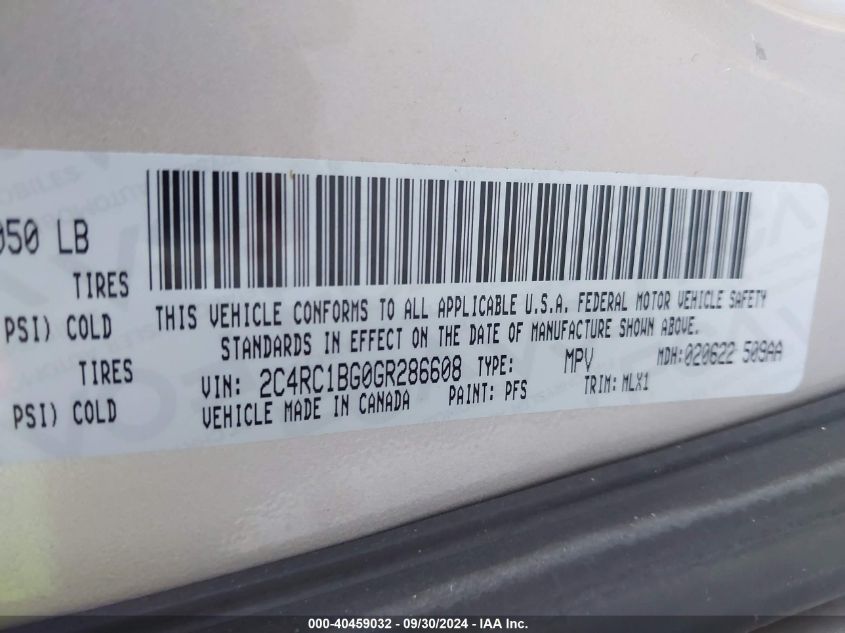 050 LB
TIRES
PSI) COLD
TIRES
PSI) COLD
THIS VEHICLE CONFORMS TO ALL APPLICABLE U.S.A. FEDERAL MOTOR VEHICLE SAFETY
STANDARDS IN EFFECT ON THE DATE OF MANUFACTURE SHOWN ABOVE.
VIN: 2C4RC1BG0GR286608 TYPE: MPV MDH:020622 509AA
VEHICLE MADE IN CANADA PAINT: PFS TRIM: MLX1
000-40459032 - 09/30/2024 - IAA Inc.